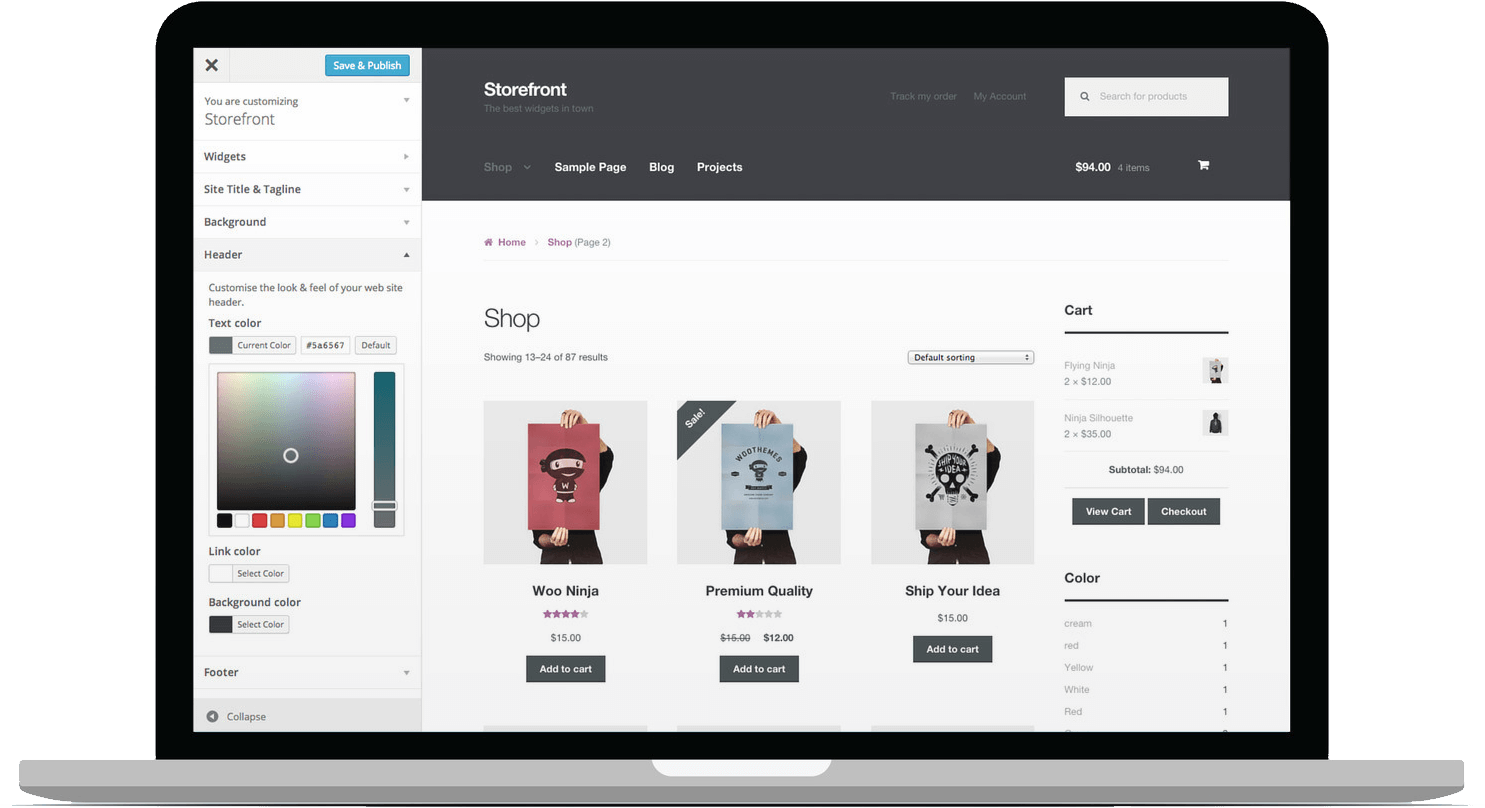 Save & Publish
You are customizing
Storefront
Widgets
Site Title & Tagline
Background
Header
Customise the look & feel of your web site
header.
Text color
Current Color
#5a6567
Default
Link color
Select Color
Background color
Select Color
Footer
Collapse
Storefront
The best widgets in town
Track my order
My Account
Search for products
Shop
Sample Page
Blog
Projects
$94.00 4 items
Home
Shop (Page 2)
Shop
Showing 13–24 of 87 results
Default sorting
W
Woo Ninja
$15.00
Add to cart
Sale!
WOOTHEMES
Premium Quality
$15.00 $12.00
Add to cart
SHIP YOUR
IDEA
Ship Your Idea
$15.00
Add to cart
Cart
Flying Ninja
2 × $12.00
Ninja Silhouette
2 × $35.00
Subtotal: $94.00
View Cart
Checkout
Color
cream 1
red 1
Yellow 1
White 1
Red 1